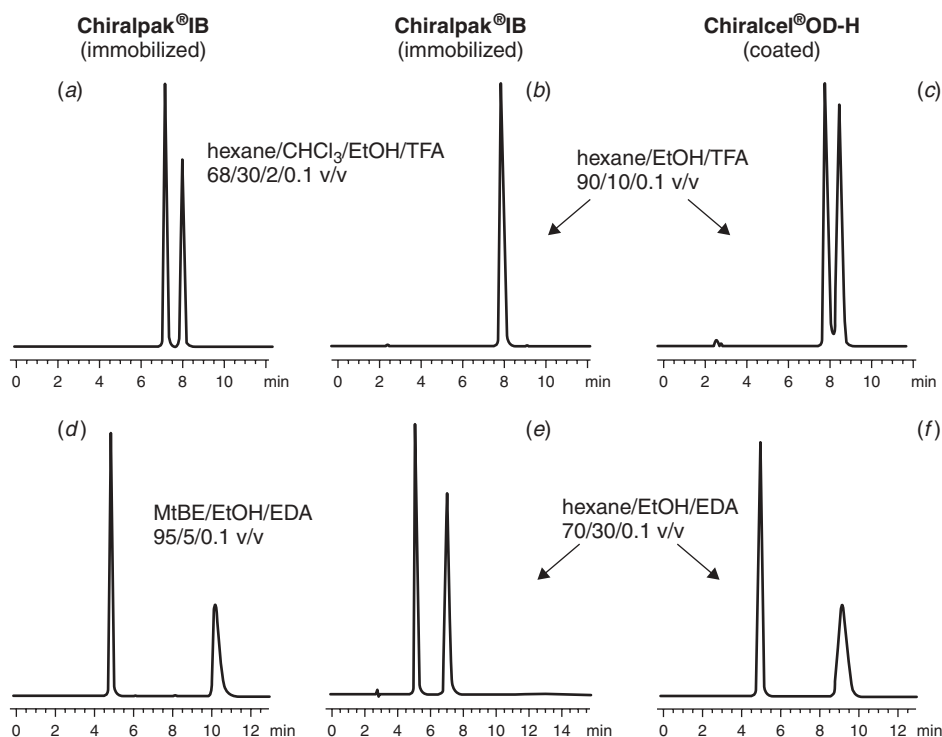 Chiralpak®IB
(immobilized)
Chiralpak®IB
(immobilized)
Chiralcel®OD-H
(coated)
(a)
(b)
(c)
hexane/CHCl₃/EtOH/TFA
68/30/2/0.1 v/v
hexane/EtOH/TFA
90/10/0.1 v/v
0 2 4 6 8 10 min
0 2 4 6 8 10 min
0 2 4 6 8 10 min
(d)
(e)
(f)
MtBE/EtOH/EDA
95/5/0.1 v/v
hexane/EtOH/EDA
70/30/0.1 v/v
0 2 4 6 8 10 12 min
0 2 4 6 8 10 12 14 min
0 2 4 6 8 10 12 min